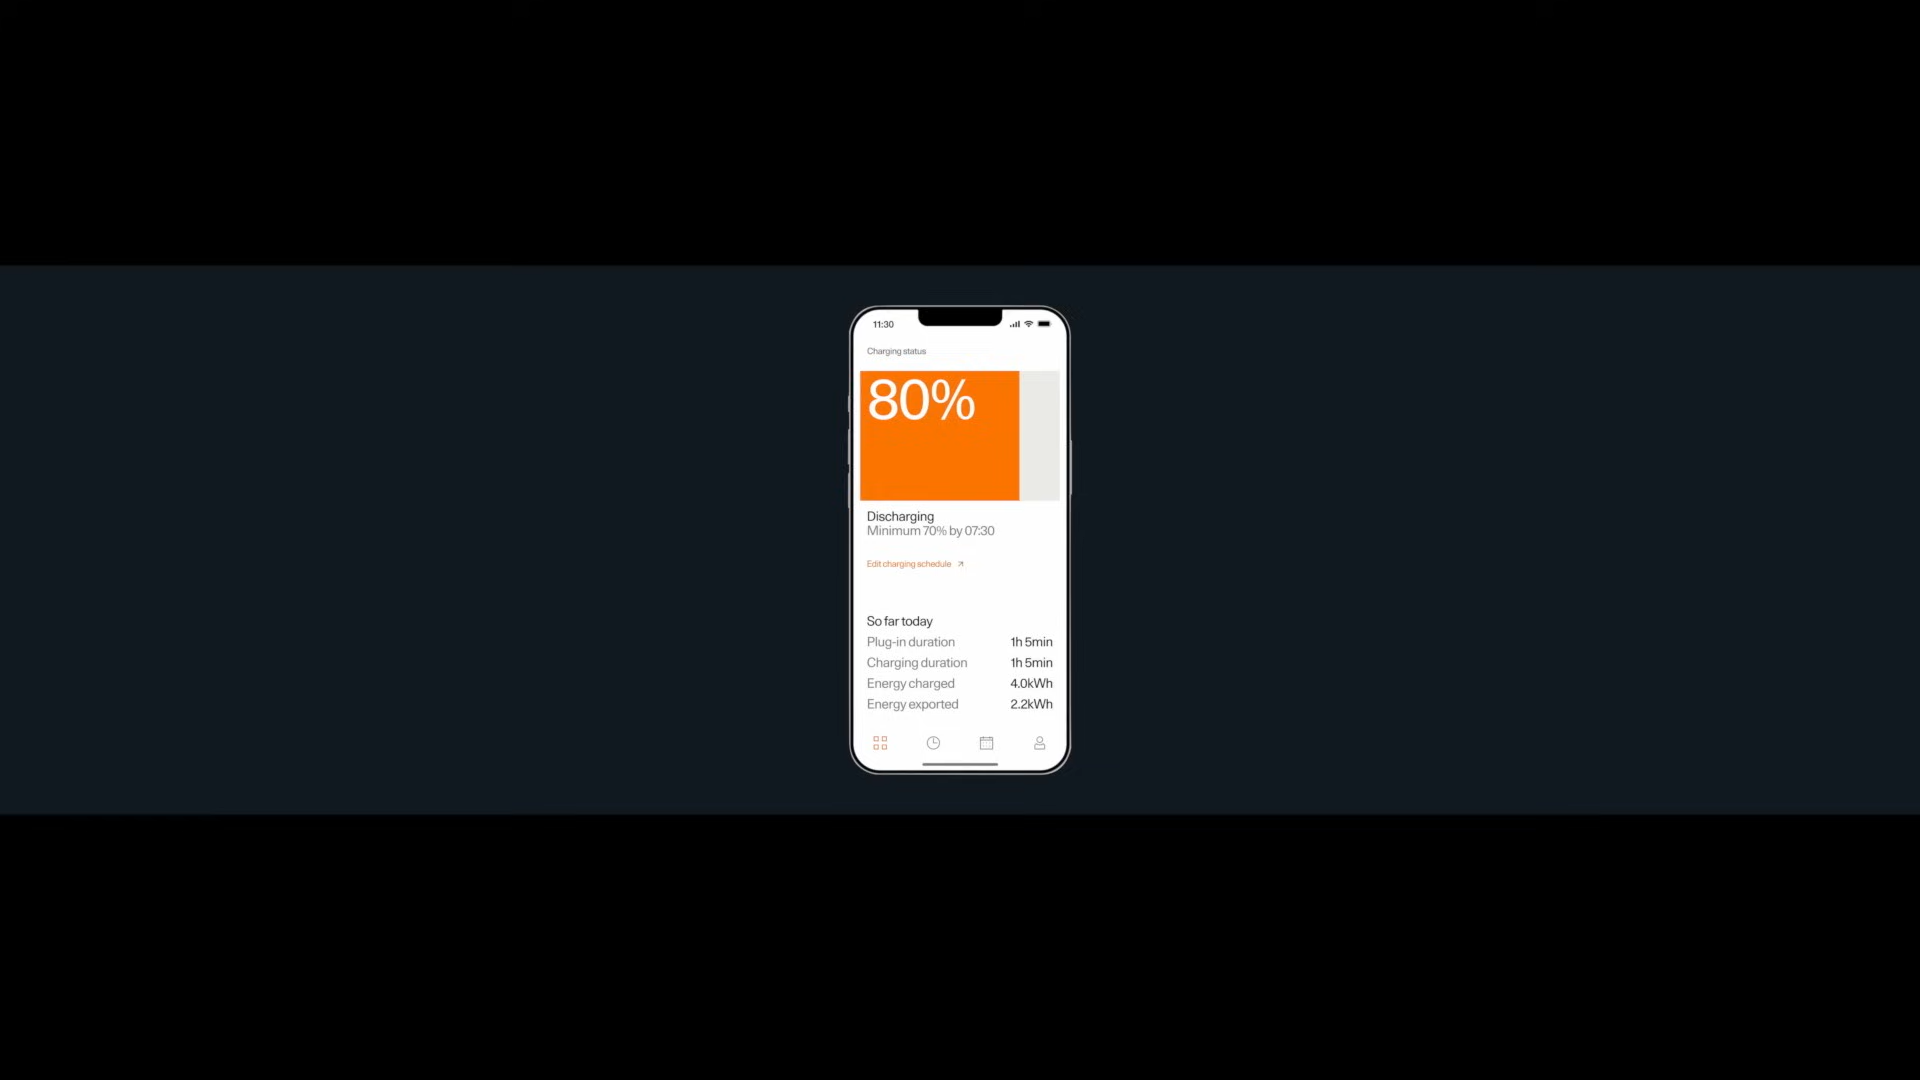 11:30
Charging status
80%
Discharging
Minimum 70% by 07:30
Edit charging schedule
So far today
Plug-in duration 1h 5min
Charging duration 1h 5min
Energy charged 4.0kWh
Energy exported 2.2kWh